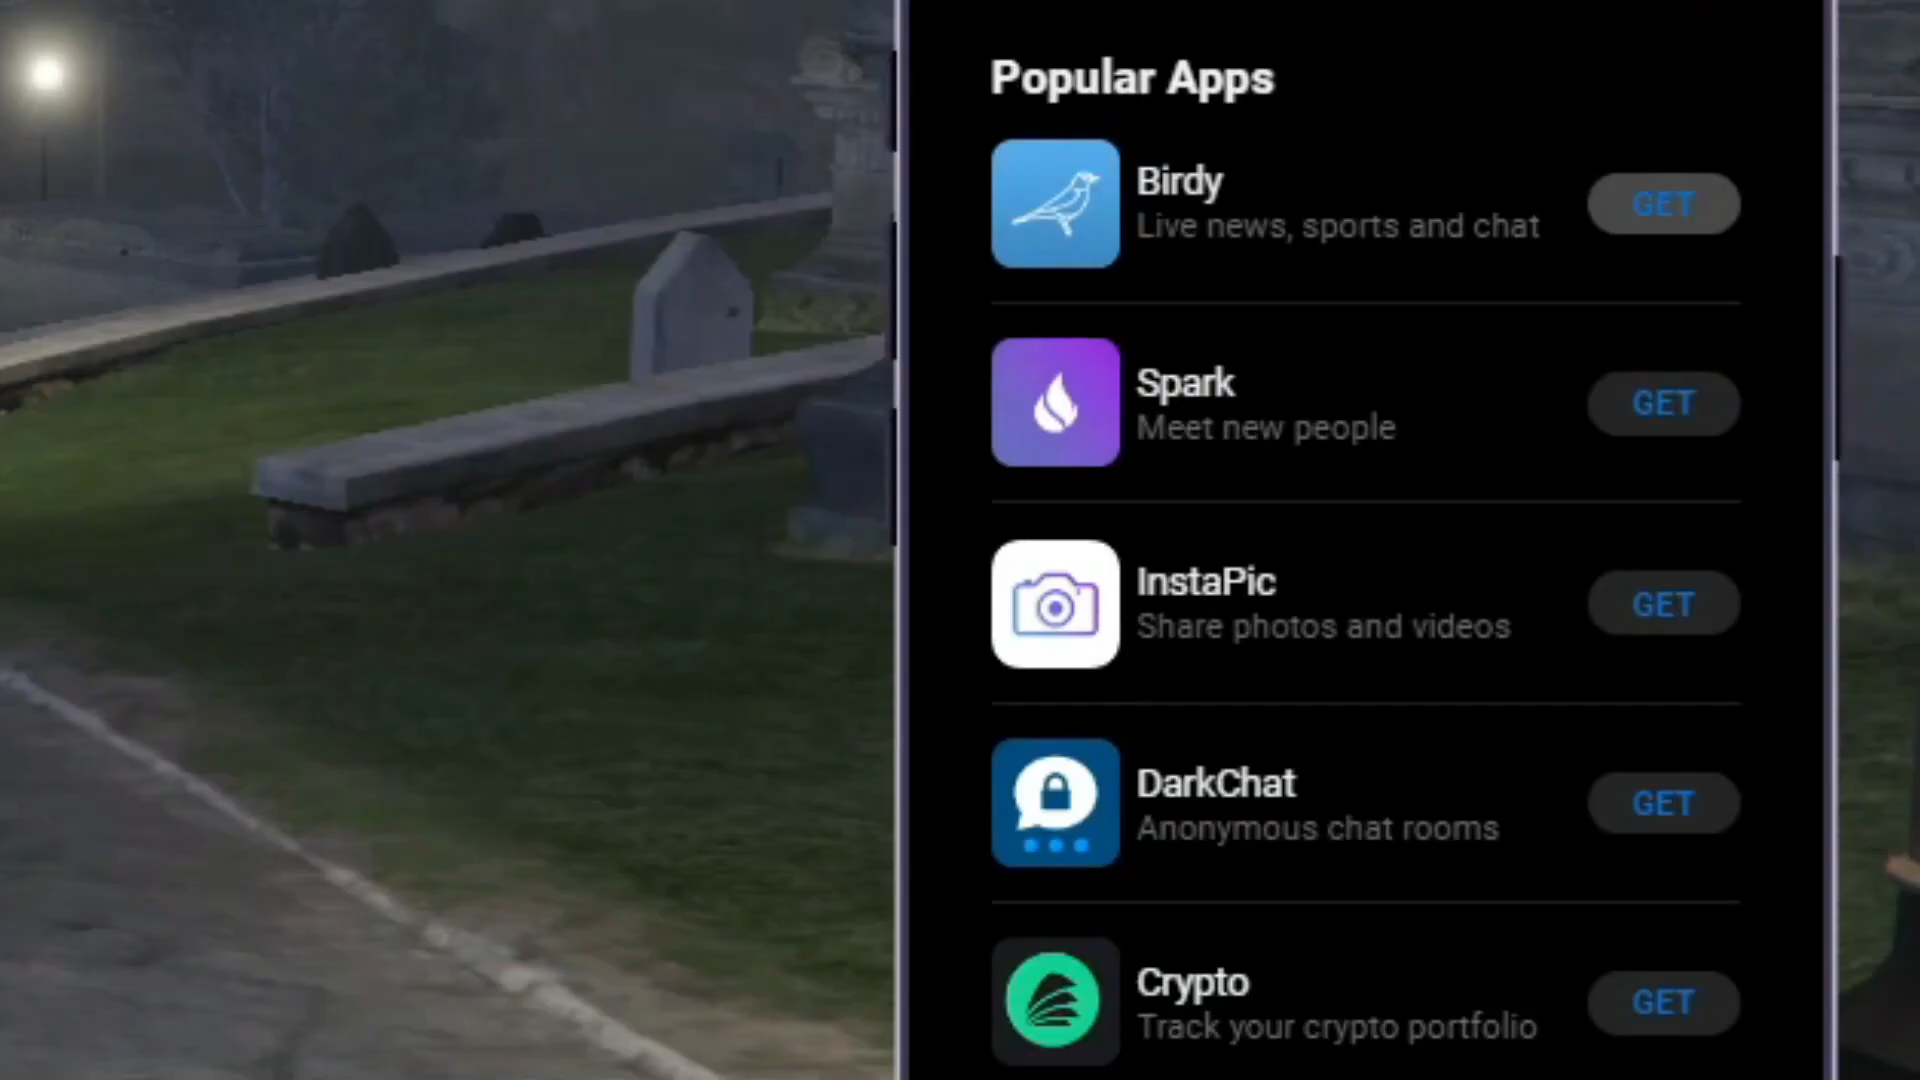 Popular Apps
Birdy
Live news, sports and chat
GET
Spark
Meet new people
GET
InstaPic
Share photos and videos
GET
DarkChat
Anonymous chat rooms
GET
Crypto
Track your crypto portfolio
GET